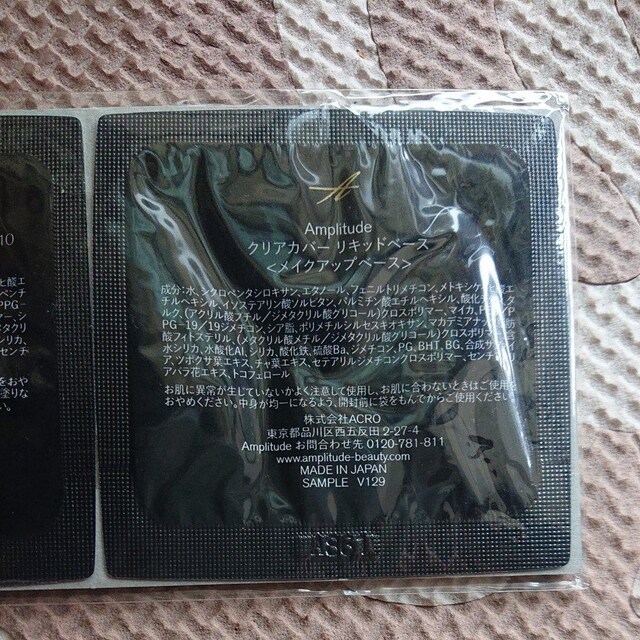 Amplitude
クリアカバー リキッドベース
<メイクアップベース>
成分:水、シクロペンタシロキサン、エタノール、フェニルトリメチコン、メトキシケイヒ
チルヘキシル、イソステアリン酸ソルビタン、パルミチン酸エチルヘキシル、酸化
ルク、(アクリル酸ステアリル/ジメタクリル酸グリコール)クロスポリマー、マイカ、
PG-19/19ジメチコン、シア脂、ポリメチルシルセスキオキサン、マカデミア
酸フィトステリル、(メタクリル酸メチル/ジメタクリル酸グリコール)クロスポリマー
水シリカ、水酸化Al、シリカ、酸化鉄、硫酸Ba、ジメチコン、PG、BHT、BG、合成
ア、ツボクサ葉エキス、チャ葉エキス、セテアリルジメチコンクロスポリマー、センチ
アバラ花エキス、トコフェロール
お肌に異常が生じていないかよく注意して使用し、お肌に合わないときはご使用を
おやめください。中身が均一になるよう、開封前に袋をもんでからご使用ください。
株式会社ACRO
東京都品川区西五反田 2-27-4
Amplitude お問合わせ先 0120-781-811
www.amplitude-beauty.com
MADE IN JAPAN
SAMPLE V129